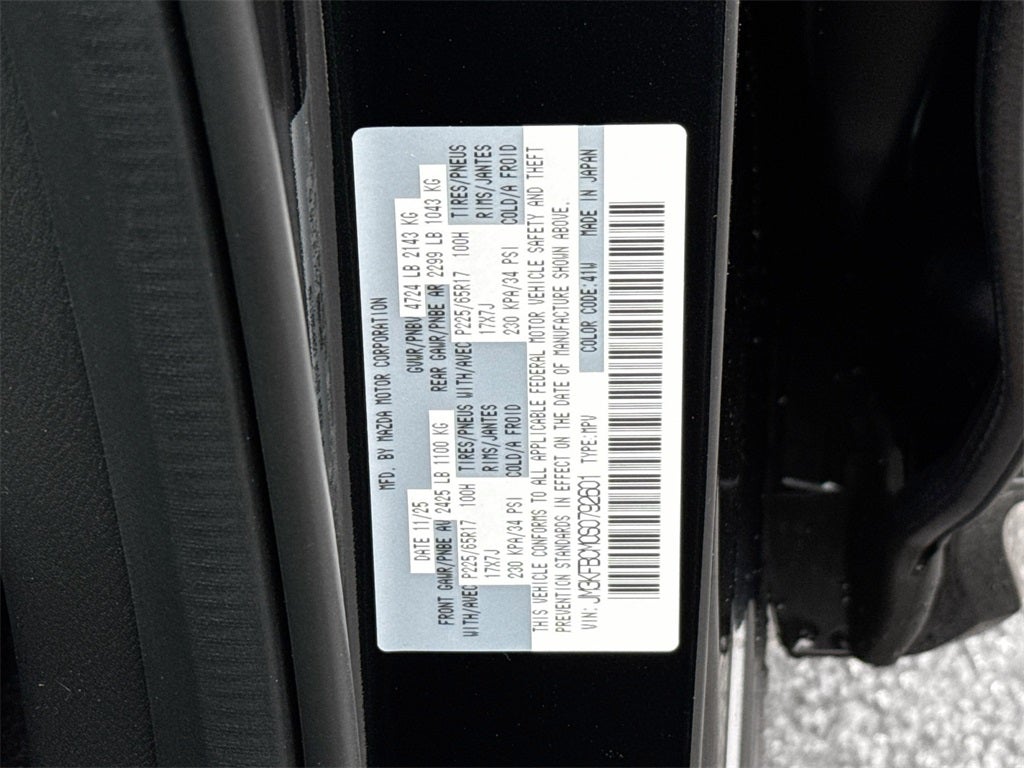 MFD. BY MAZDA MOTOR CORPORATION
DATE 11/25 GVWR/PNBV 4724 LB 2143 KG
FRONT GAWR/PNBE AV 2425 LB 1100 KG REAR GAWR/PNBE AR 2299 LB 1043 KG
WITH/AVEC P225/65R17 100H TIRES/PNEUS WITH/AVEC P225/65R17 100H TIRES/PNEUS
17X7J RIMS/JANTES 17X7J RIMS/JANTES
230 KPA/34 PSI COLD/A FROID 230 KPA/34 PSI COLD/A FROID
THIS VEHICLE CONFORMS TO ALL APPLICABLE FEDERAL MOTOR VEHICLE SAFETY AND THEFT
PREVENTION STANDARDS IN EFFECT ON THE DATE OF MANUFACTURE SHOWN ABOVE.
VIN: TYPE:MPV COLOR CODE:41W MADE IN JAPAN